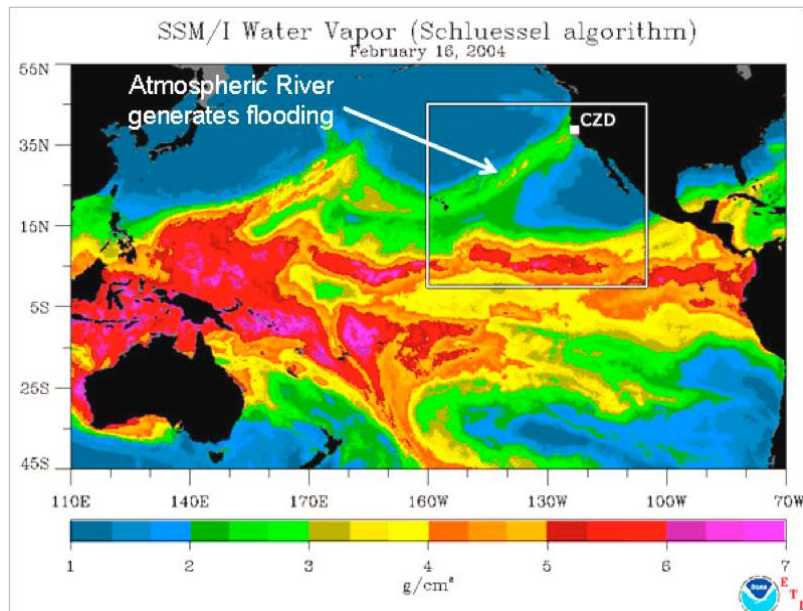 SSM/I Water Vapor (Schluessel algorithm)
February 16, 2004
55N
Atmospheric River
generates flooding
CZD
35N
15N
5S
25S
45S
110E 140E 170E 160W 130W 100W 70W
1 2 3 4 5 6 7
g/cm²
NOAA
E
T
L